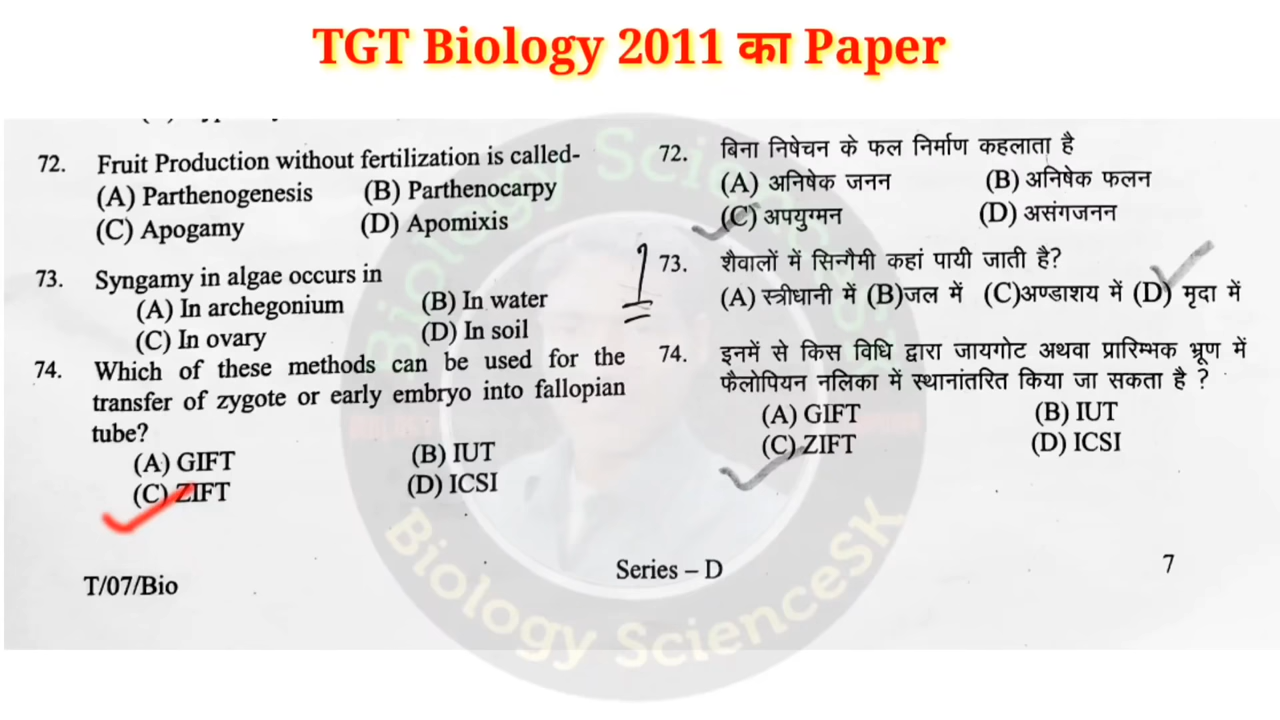 TGT Biology 2011 का Paper
72. Fruit Production without fertilization is called-
(A) Parthenogenesis (B) Parthenocarpy
(C) Apogamy (D) Apomixis
73. Syngamy in algae occurs in
(A) In archegonium (B) In water
(C) In ovary (D) In soil
74. Which of these methods can be used for the
transfer of zygote or early embryo into fallopian
tube?
(A) GIFT (B) IUT
(C) ZIFT (D) ICSI
72. बिना निषेचन के फल निर्माण कहलाता है
(A) अनिषेक जनन (B) अनिषेक फलन
(C) अपयुग्मन (D) असंगजनन
73. शैवालों में सिन्गैमी कहां पायी जाती है?
(A) स्त्रीधानी में (B)जल में (C)अण्डाशय में (D) मृदा में
74. इनमें से किस विधि द्वारा जायगोट अथवा प्रारिम्भक भ्रूण में
फैलोपियन नलिका में स्थानांतरित किया जा सकता है ?
(A) GIFT (B) IUT
(C) ZIFT (D) ICSI
T/07/Bio Series – D 7
Biology ScienceSK